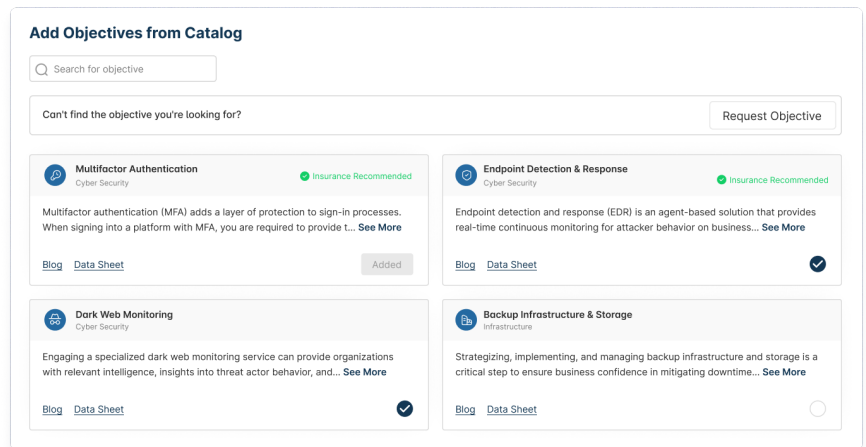 Add Objectives from Catalog
Search for objective
Can't find the objective you're looking for?
Request Objective
Multifactor Authentication
Cyber Security
Insurance Recommended
Multifactor authentication (MFA) adds a layer of protection to sign-in processes.
When signing into a platform with MFA, you are required to provide t... See More
Blog Data Sheet
Added
Endpoint Detection & Response
Cyber Security
Insurance Recommended
Endpoint detection and response (EDR) is an agent-based solution that provides
real-time continuous monitoring for attacker behavior on business... See More
Blog Data Sheet
Dark Web Monitoring
Cyber Security
Engaging a specialized dark web monitoring service can provide organizations
with relevant intelligence, insights into threat actor behavior, and... See More
Blog Data Sheet
Backup Infrastructure & Storage
Infrastructure
Strategizing, implementing, and managing backup infrastructure and storage is a
critical step to ensure business confidence in mitigating downtime... See More
Blog Data Sheet